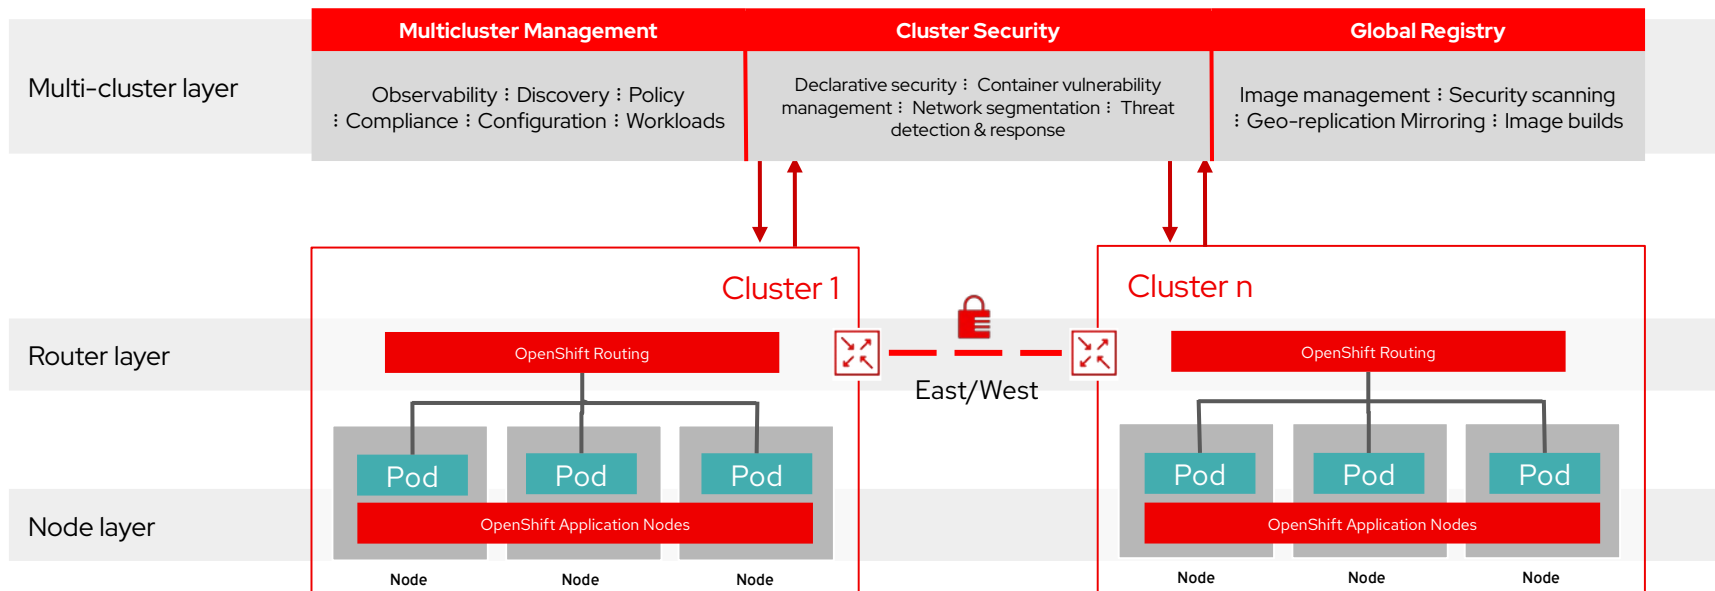 Multicluster Management
Cluster Security
Global Registry
Multi-cluster layer
Observability ⋮ Discovery ⋮ Policy
⋮ Compliance ⋮ Configuration ⋮ Workloads
Declarative security ⋮ Container vulnerability
management ⋮ Network segmentation ⋮ Threat
detection & response
Image management ⋮ Security scanning
⋮ Geo-replication Mirroring ⋮ Image builds
Cluster 1
Cluster n
Router layer
OpenShift Routing
East/West
OpenShift Routing
Pod
Pod
Pod
Pod
Pod
Pod
Node layer
OpenShift Application Nodes
OpenShift Application Nodes
Node
Node
Node
Node
Node
Node